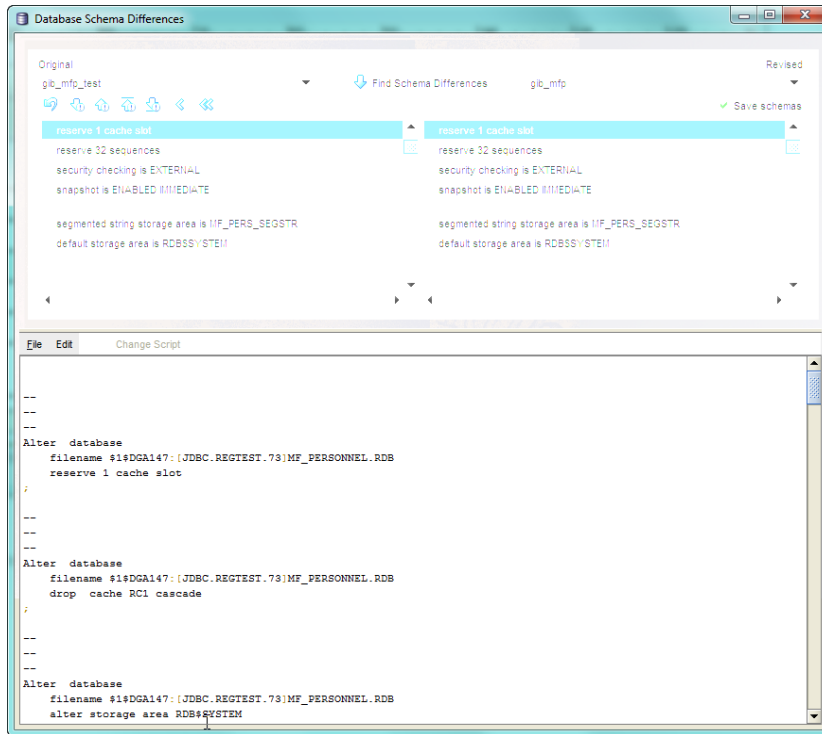 Database Schema Differences
Original
Revised
gib_mfp_test
Find Schema Differences
gib_mfp
Save schemas
reserve 1 cache slot
reserve 1 cache slot
reserve 32 sequences
reserve 32 sequences
security checking is EXTERNAL
security checking is EXTERNAL
snapshot is ENABLED IMMEDIATE
snapshot is ENABLED IMMEDIATE
segmented string storage area is MF_PERS_SEGSTR
segmented string storage area is MF_PERS_SEGSTR
default storage area is RDB$SYSTEM
default storage area is RDB$SYSTEM
File Edit Change Script
--
--
--
Alter  database
    filename $1$DGA147:[JDBC.REGTEST.73]MF_PERSONNEL.RDB
    reserve 1 cache slot
;
--
--
--
Alter  database
    filename $1$DGA147:[JDBC.REGTEST.73]MF_PERSONNEL.RDB
    drop  cache RC1 cascade
;
--
--
--
Alter  database
    filename $1$DGA147:[JDBC.REGTEST.73]MF_PERSONNEL.RDB
    alter storage area RDB$SYSTEM